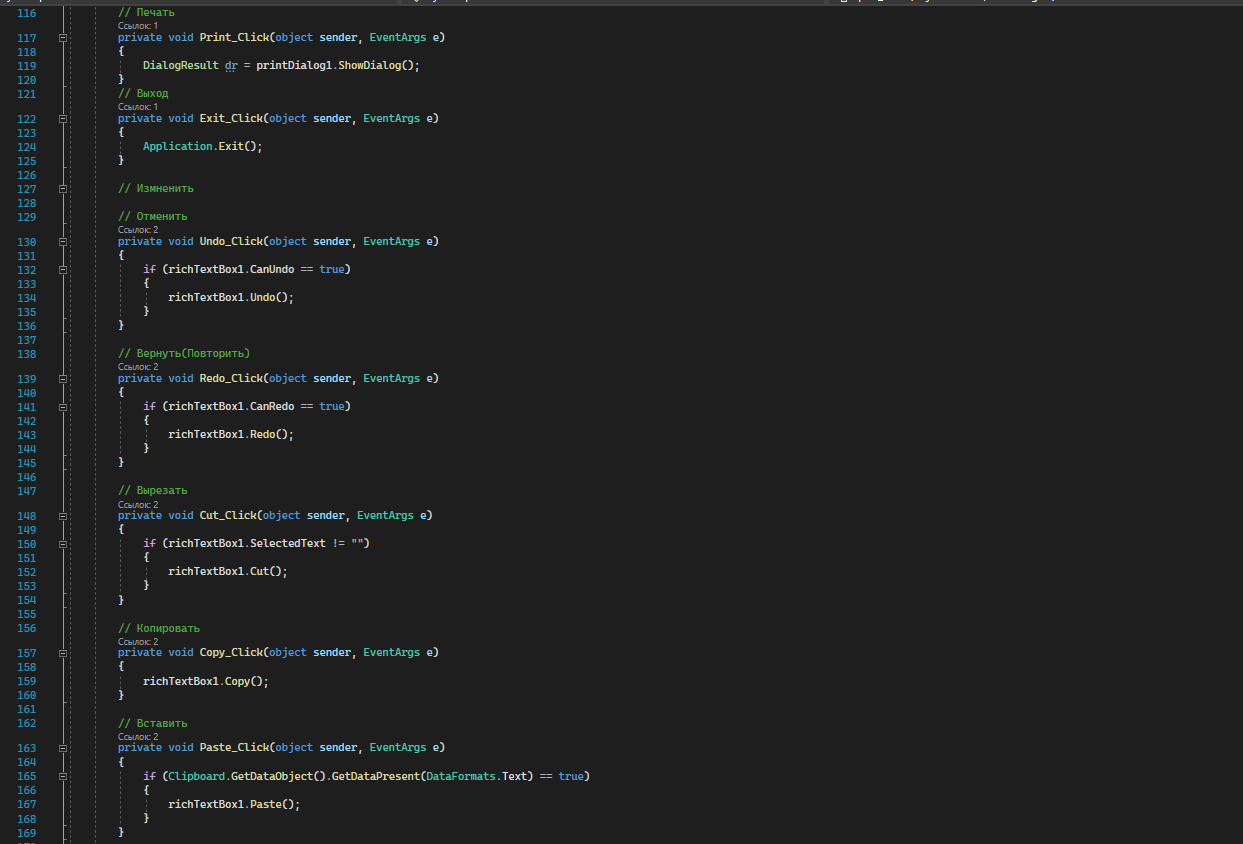 116 // Печать
Ссылок: 1
117 private void Print_Click(object sender, EventArgs e)
118 {
119 DialogResult dr = printDialog1.ShowDialog();
120 }
121 // Выход
Ссылок: 1
122 private void Exit_Click(object sender, EventArgs e)
123 {
124 Application.Exit();
125 }
126
127 // Измненить
128
129 // Отменить
Ссылок: 2
130 private void Undo_Click(object sender, EventArgs e)
131 {
132 if (richTextBox1.CanUndo == true)
133 {
134 richTextBox1.Undo();
135 }
136 }
137
138 // Вернуть(Повторить)
Ссылок: 2
139 private void Redo_Click(object sender, EventArgs e)
140 {
141 if (richTextBox1.CanRedo == true)
142 {
143 richTextBox1.Redo();
144 }
145 }
146
147 // Вырезать
Ссылок: 2
148 private void Cut_Click(object sender, EventArgs e)
149 {
150 if (richTextBox1.SelectedText != "")
151 {
152 richTextBox1.Cut();
153 }
154 }
155
156 // Копировать
Ссылок: 2
157 private void Copy_Click(object sender, EventArgs e)
158 {
159 richTextBox1.Copy();
160 }
161
162 // Вставить
Ссылок: 2
163 private void Paste_Click(object sender, EventArgs e)
164 {
165 if (Clipboard.GetDataObject().GetDataPresent(DataFormats.Text) == true)
166 {
167 richTextBox1.Paste();
168 }
169 }